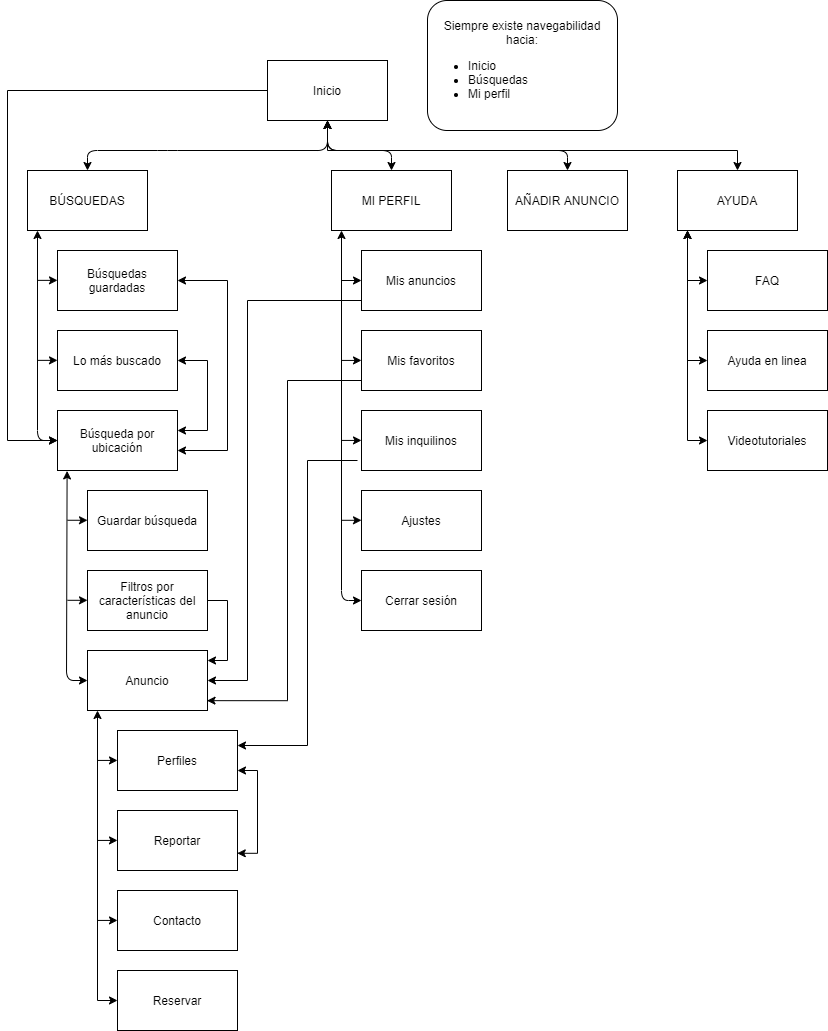 Siempre existe navegabilidad
hacia:
• Inicio
• Búsquedas
• Mi perfil
Inicio
BÚSQUEDAS
MI PERFIL
AÑADIR ANUNCIO
AYUDA
Búsquedas
guardadas
Lo más buscado
Búsqueda por
ubicación
Guardar búsqueda
Filtros por
características del
anuncio
Anuncio
Perfiles
Reportar
Contacto
Reservar
Mis anuncios
Mis favoritos
Mis inquilinos
Ajustes
Cerrar sesión
FAQ
Ayuda en linea
Videotutoriales